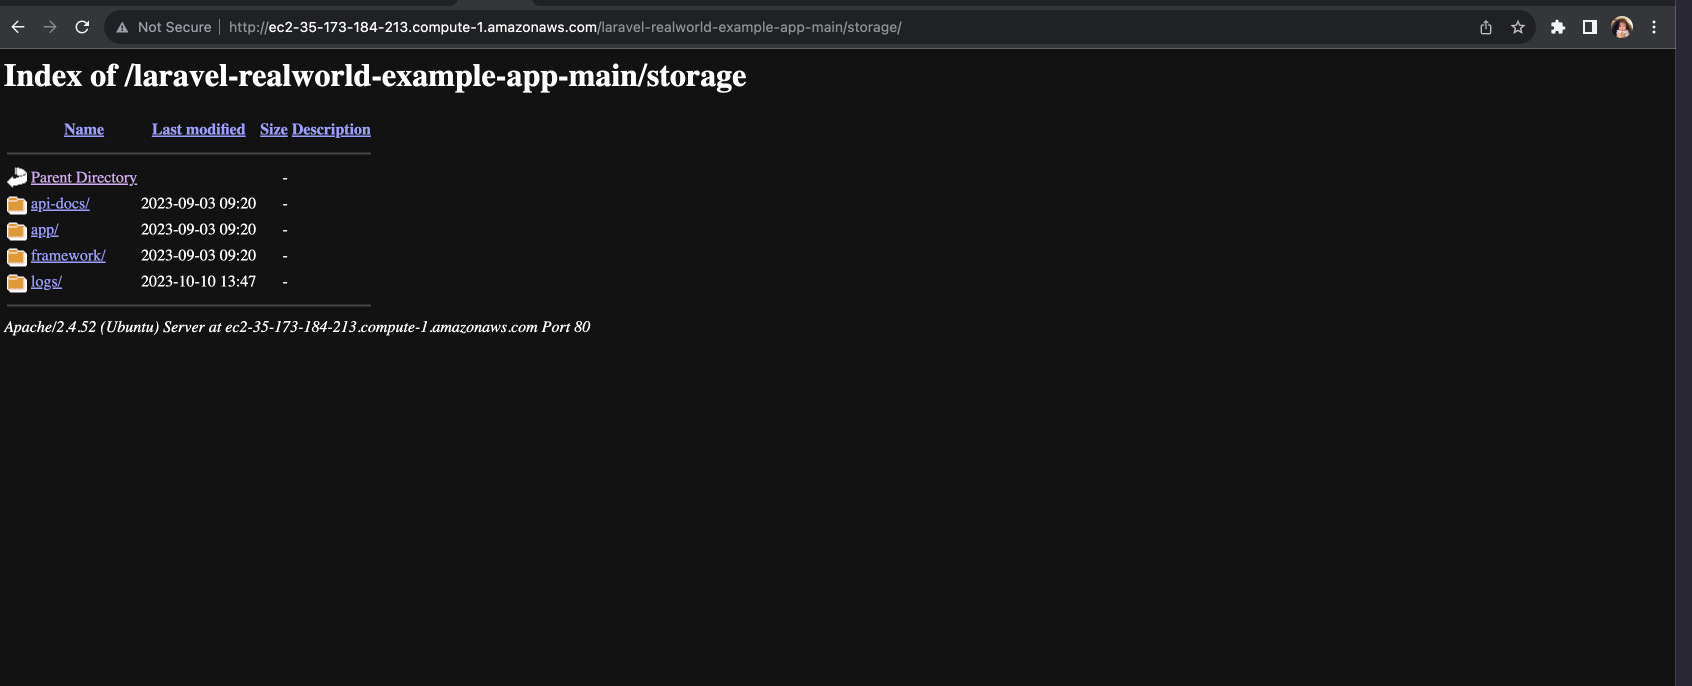 Not Secure http://ec2-35-173-184-213.compute-1.amazonaws.com/laravel-realworld-example-app-main/storage/
Index of /laravel-realworld-example-app-main/storage
Name Last modified Size Description
Parent Directory -
api-docs/ 2023-09-03 09:20 -
app/ 2023-09-03 09:20 -
framework/ 2023-09-03 09:20 -
logs/ 2023-10-10 13:47 -
Apache/2.4.52 (Ubuntu) Server at ec2-35-173-184-213.compute-1.amazonaws.com Port 80